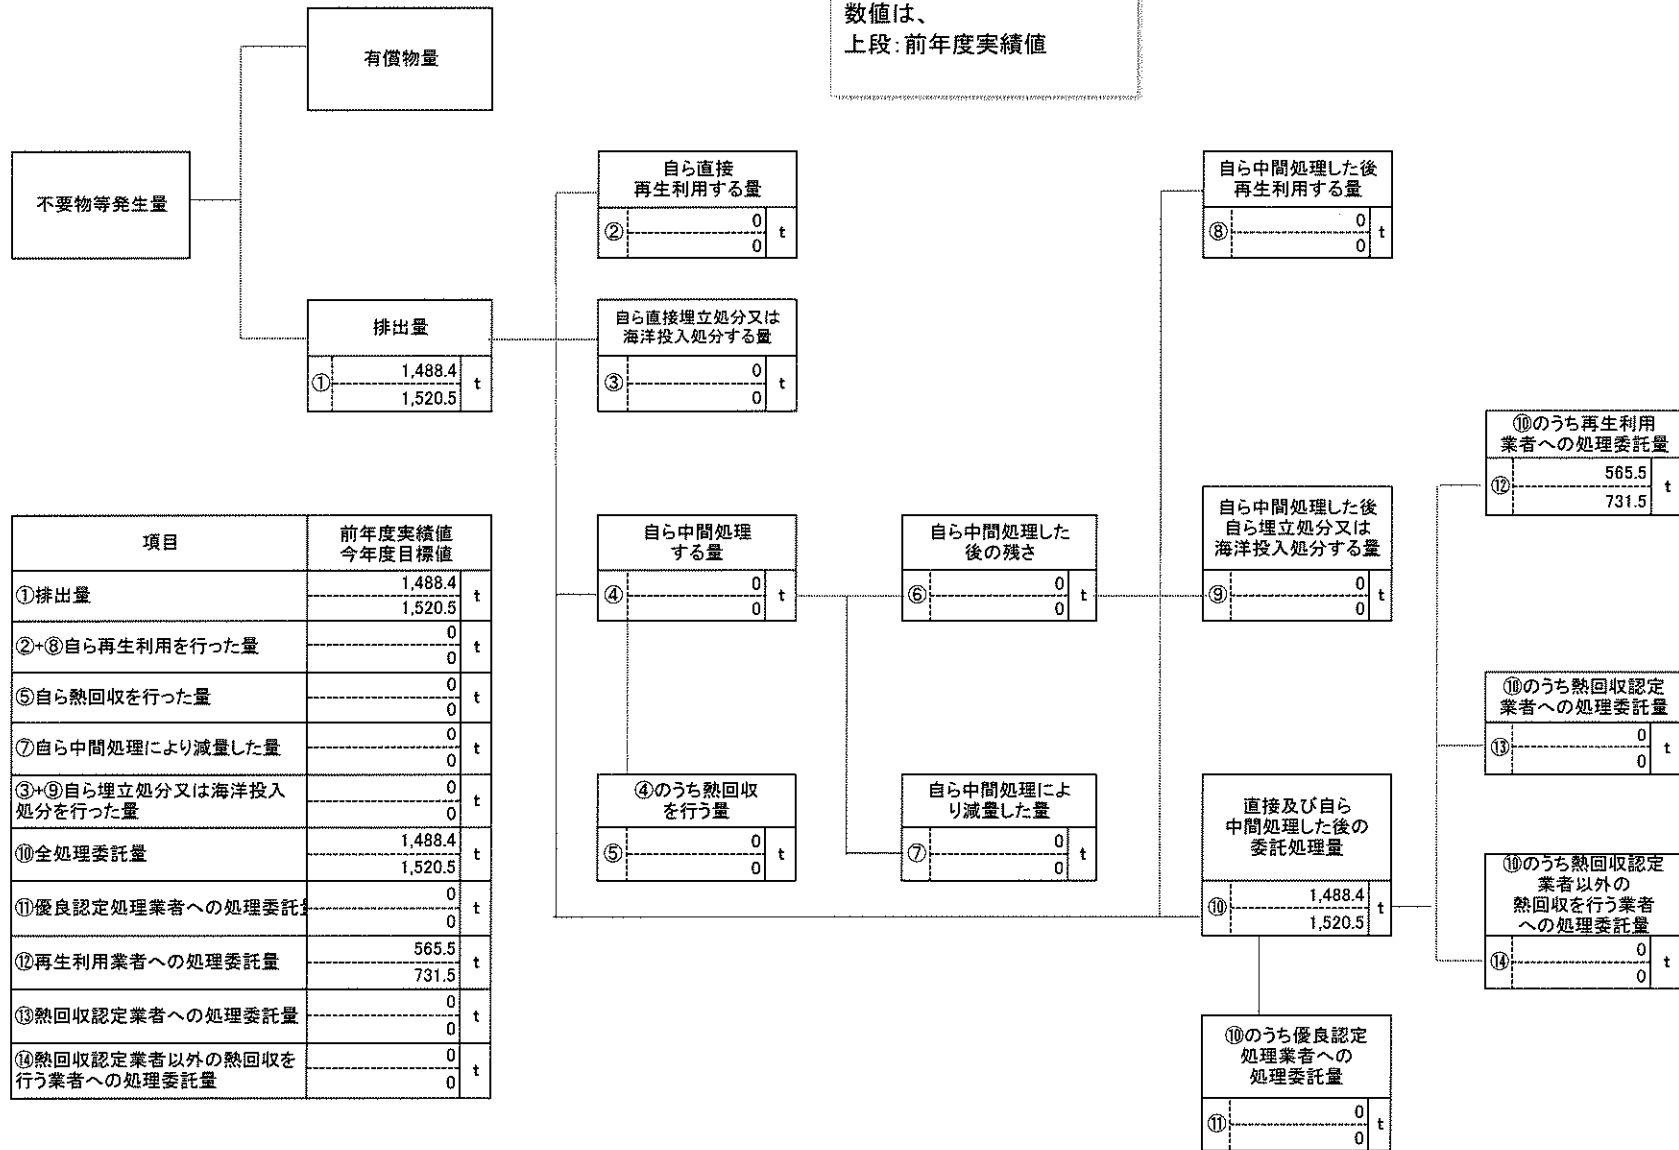 数値は、
上段：前年度実績値
有償物量
不要物等発生量
排出量
① 1,488.4 t
1,520.5
自ら直接
再生利用する量
② 0 t
0
自ら直接埋立処分又は
海洋投入処分する量
③ 0 t
0
自ら中間処理した後
再生利用する量
⑧ 0 t
0
自ら中間処理
する量
④ 0 t
0
自ら中間処理した
後の残さ
⑥ 0 t
0
自ら中間処理した後
自ら埋立処分又は
海洋投入処分する量
⑨ 0 t
0
④のうち熱回収
を行う量
⑤ 0 t
0
自ら中間処理によ
り減量した量
⑦ 0 t
0
直接及び自ら
中間処理した後の
委託処理量
⑩ 1,488.4 t
1,520.5
⑩のうち再生利用
業者への処理委託量
⑫ 565.5 t
731.5
⑩のうち熱回収認定
業者への処理委託量
⑬ 0 t
0
⑩のうち熱回収認定
業者以外の
熱回収を行う業者
への処理委託量
⑭ 0 t
0
⑩のうち優良認定
処理業者への
処理委託量
⑪ 0 t
0
項目 前年度実績値
今年度目標値
①排出量 1,488.4 t
1,520.5
②+⑧自ら再生利用を行った量 0 t
0
⑤自ら熱回収を行った量 0 t
0
⑦自ら中間処理により減量した量 0 t
0
③+⑨自ら埋立処分又は海洋投入 0 t
処分を行った量 0
⑩全処理委託量 1,488.4 t
1,520.5
⑪優良認定処理業者への処理委託 0 t
0
⑫再生利用業者への処理委託量 565.5 t
731.5
⑬熱回収認定業者への処理委託量 0 t
0
⑭熱回収認定業者以外の熱回収を 0 t
行う業者への処理委託量 0